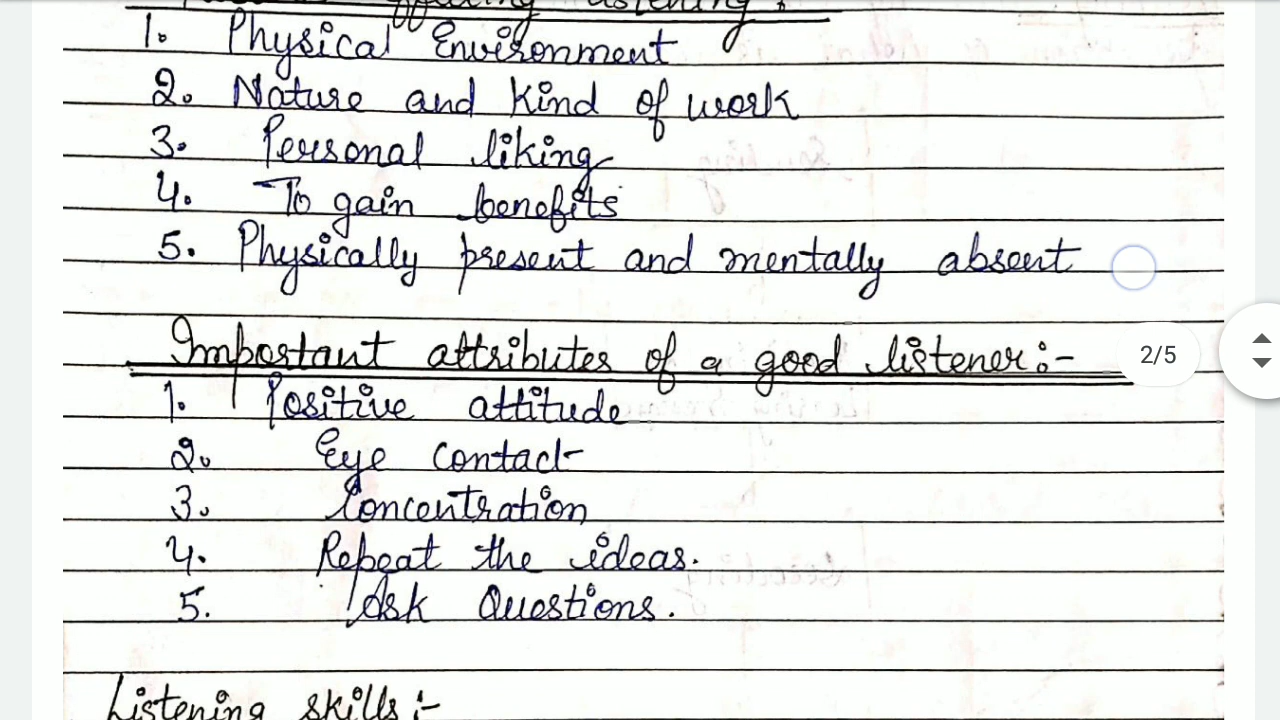 affecting listening :
1. Physical Environment
2. Nature and kind of work
3. Personal liking
4. To gain benefits
5. Physically present and mentally absent
Important attributes of a good listener :-
2/5
1. Positive attitude
2. Eye contact
3. Concentration
4. Repeat the ideas.
5. Ask Questions.
Listening skills :-